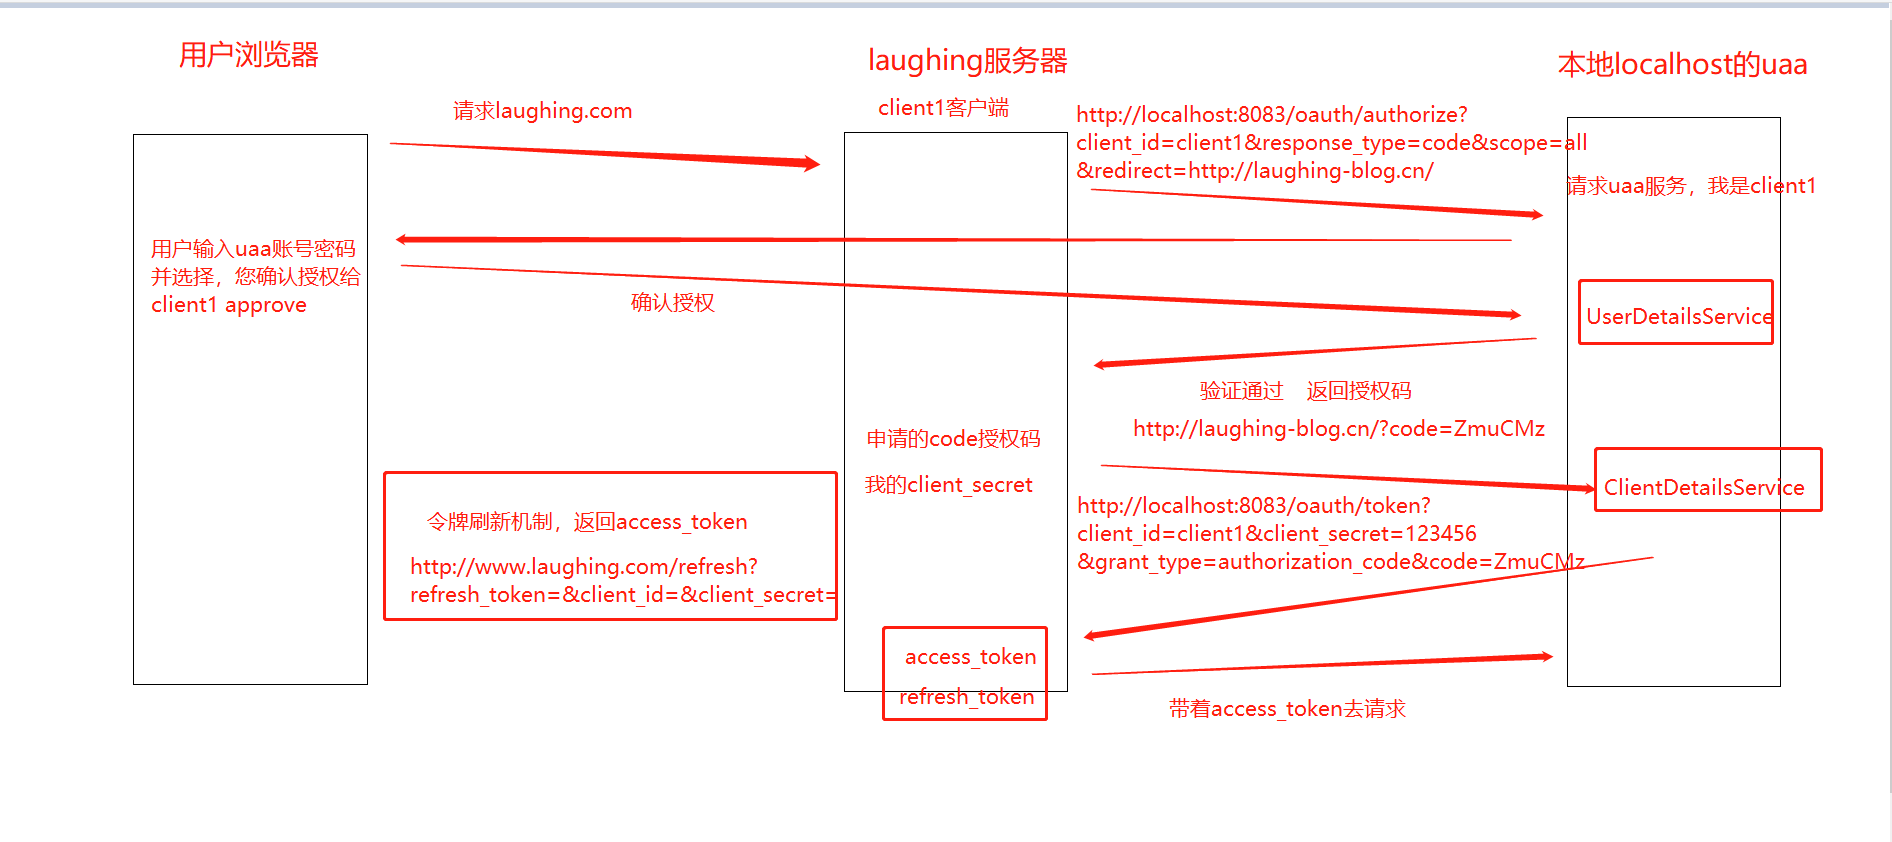 用户浏览器
laughing服务器
本地localhost的uaa
请求laughing.com
client1客户端
http://localhost:8083/oauth/authorize?
client_id=client1&response_type=code&scope=all
&redirect=http://laughing-blog.cn/
请求uaa服务，我是client1
用户输入uaa账号密码
并选择，您确认授权给
client1 approve
确认授权
UserDetailsService
验证通过 返回授权码
http://laughing-blog.cn/?code=ZmuCMz
申请的code授权码
我的client_secret
ClientDetailsService
http://localhost:8083/oauth/token?
client_id=client1&client_secret=123456
&grant_type=authorization_code&code=ZmuCMz
令牌刷新机制，返回access_token
http://www.laughing.com/refresh?
refresh_token=&client_id=&client_secret=
access_token
refresh_token
带着access_token去请求